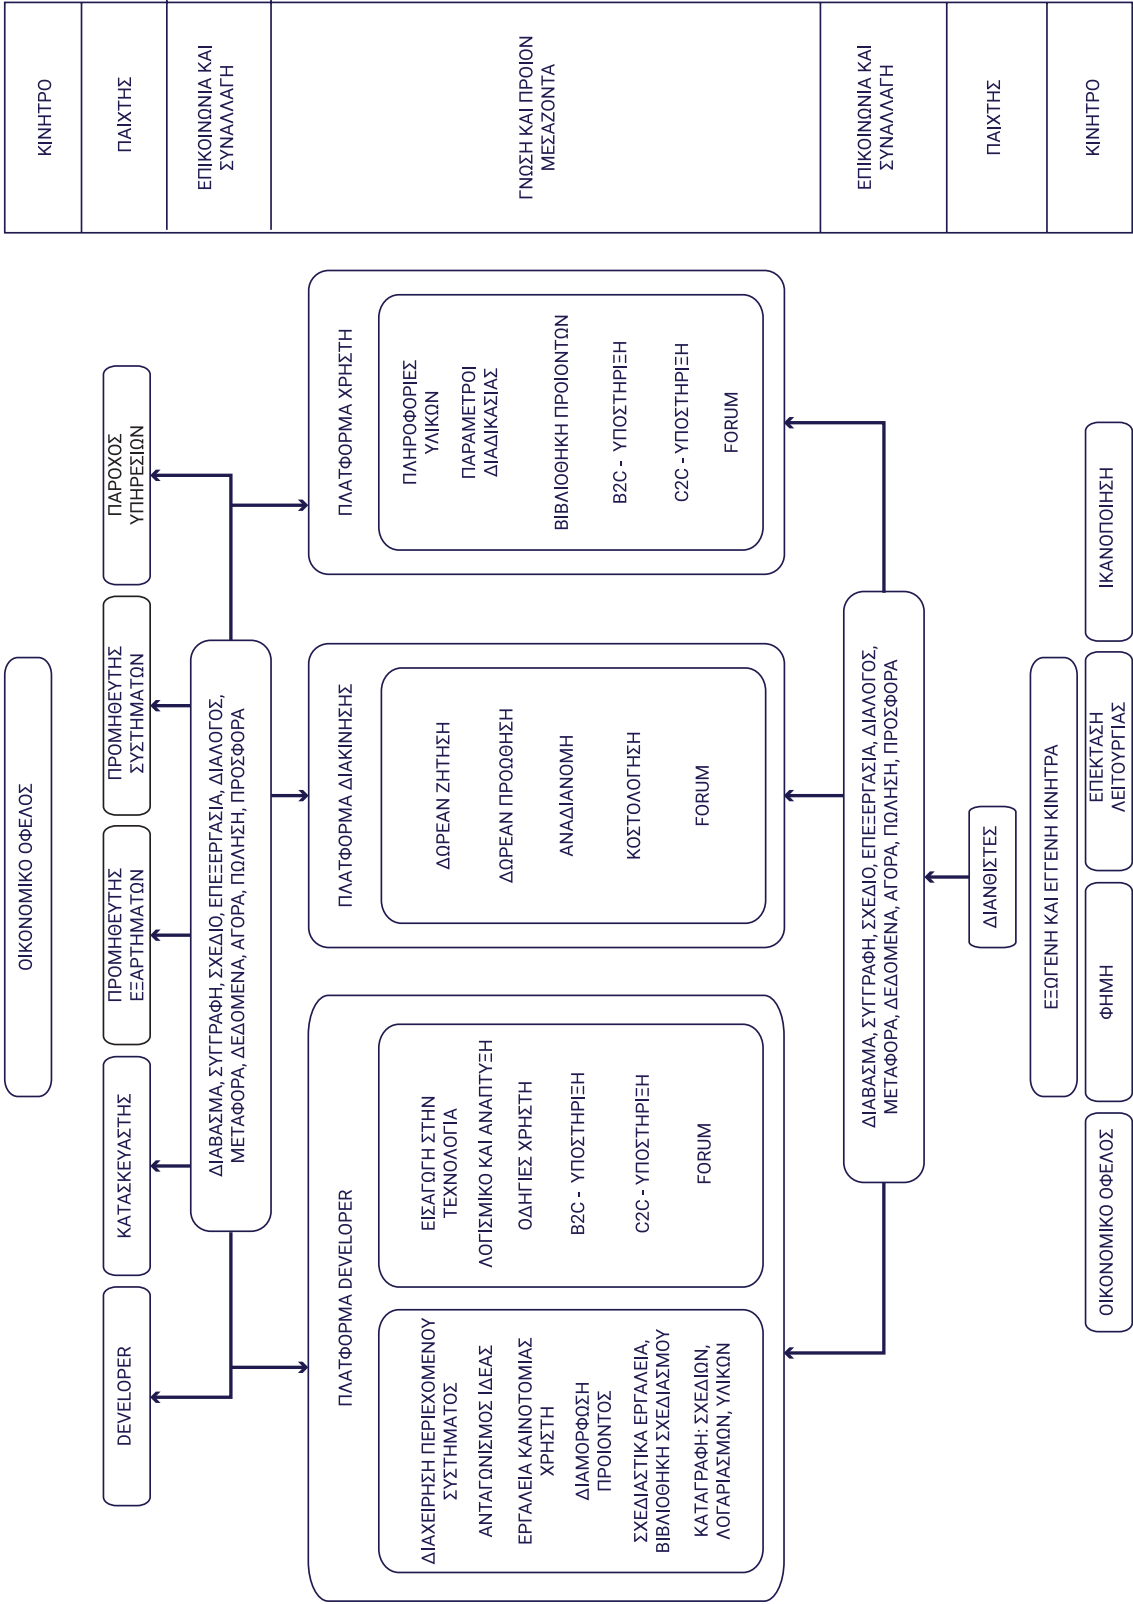 ΚΙΝΗΤΡΟ
ΟΙΚΟΝΟΜΙΚΟ ΟΦΕΛΟΣ
ΠΑΙΧΤΗΣ
DEVELOPER
ΚΑΤΑΣΚΕΥΑΣΤΗΣ
ΠΡΟΜΗΘΕΥΤΗΣ
ΕΞΑΡΤΗΜΑΤΩΝ
ΠΡΟΜΗΘΕΥΤΗΣ
ΣΥΣΤΗΜΑΤΩΝ
ΠΑΡΟΧΟΣ
ΥΠΗΡΕΣΙΩΝ
ΕΠΙΚΟΙΝΩΝΙΑ ΚΑΙ
ΣΥΝΑΛΛΑΓΗ
ΔΙΑΒΑΣΜΑ, ΣΥΓΓΡΑΦΗ, ΣΧΕΔΙΟ, ΕΠΕΞΕΡΓΑΣΙΑ, ΔΙΑΛΟΓΟΣ,
ΜΕΤΑΦΟΡΑ, ΔΕΔΟΜΕΝΑ, ΑΓΟΡΑ, ΠΩΛΗΣΗ, ΠΡΟΣΦΟΡΑ
ΓΝΩΣΗ ΚΑΙ ΠΡΟΙΟΝ
ΜΕΣΑΖΟΝΤΑ
ΠΛΑΤΦΟΡΜΑ DEVELOPER
ΔΙΑΧΕΙΡΗΣΗ ΠΕΡΙΕΧΟΜΕΝΟΥ
ΣΥΣΤΗΜΑΤΟΣ
ΑΝΤΑΓΩΝΙΣΜΟΣ ΙΔΕΑΣ
ΕΡΓΑΛΕΙΑ ΚΑΙΝΟΤΟΜΙΑΣ
ΧΡΗΣΤΗ
ΔΙΑΜΟΡΦΩΣΗ
ΠΡΟΙΟΝΤΟΣ
ΣΧΕΔΙΑΣΤΙΚΑ ΕΡΓΑΛΕΙΑ,
ΒΙΒΛΙΟΘΗΚΗ ΣΧΕΔΙΑΣΜΟΥ
ΚΑΤΑΓΡΑΦΗ: ΣΧΕΔΙΩΝ,
ΛΟΓΑΡΙΑΣΜΩΝ, ΥΛΙΚΩΝ
ΕΙΣΑΓΩΓΗ ΣΤΗΝ
ΤΕΧΝΟΛΟΓΙΑ
ΛΟΓΙΣΜΙΚΟ ΚΑΙ ΑΝΑΠΤΥΞΗ
ΟΔΗΓΙΕΣ ΧΡΗΣΤΗ
B2C - ΥΠΟΣΤΗΡΙΞΗ
C2C - ΥΠΟΣΤΗΡΙΞΗ
FORUM
ΠΛΑΤΦΟΡΜΑ ΔΙΑΚΙΝΗΣΗΣ
ΔΩΡΕΑΝ ΖΗΤΗΣΗ
ΔΩΡΕΑΝ ΠΡΟΩΘΗΣΗ
ΑΝΑΔΙΑΝΟΜΗ
ΚΟΣΤΟΛΟΓΗΣΗ
FORUM
ΠΛΑΤΦΟΡΜΑ ΧΡΗΣΤΗ
ΠΛΗΡΟΦΟΡΙΕΣ
ΥΛΙΚΩΝ
ΠΑΡΑΜΕΤΡΟΙ
ΔΙΑΔΙΚΑΣΙΑΣ
ΒΙΒΛΙΟΘΗΚΗ ΠΡΟΙΟΝΤΩΝ
B2C - ΥΠΟΣΤΗΡΙΞΗ
C2C - ΥΠΟΣΤΗΡΙΞΗ
FORUM
ΕΠΙΚΟΙΝΩΝΙΑ ΚΑΙ
ΣΥΝΑΛΛΑΓΗ
ΔΙΑΒΑΣΜΑ, ΣΥΓΓΡΑΦΗ, ΣΧΕΔΙΟ, ΕΠΕΞΕΡΓΑΣΙΑ, ΔΙΑΛΟΓΟΣ,
ΜΕΤΑΦΟΡΑ, ΔΕΔΟΜΕΝΑ, ΑΓΟΡΑ, ΠΩΛΗΣΗ, ΠΡΟΣΦΟΡΑ
ΠΑΙΧΤΗΣ
ΔΙΑΝΘΙΣΤΕΣ
ΚΙΝΗΤΡΟ
ΕΞΩΓΕΝΗ ΚΑΙ ΕΓΓΕΝΗ ΚΙΝΗΤΡΑ
ΟΙΚΟΝΟΜΙΚΟ ΟΦΕΛΟΣ
ΦΗΜΗ
ΕΠΕΚΤΑΣΗ
ΛΕΙΤΟΥΡΓΙΑΣ
ΙΚΑΝΟΠΟΙΗΣΗ